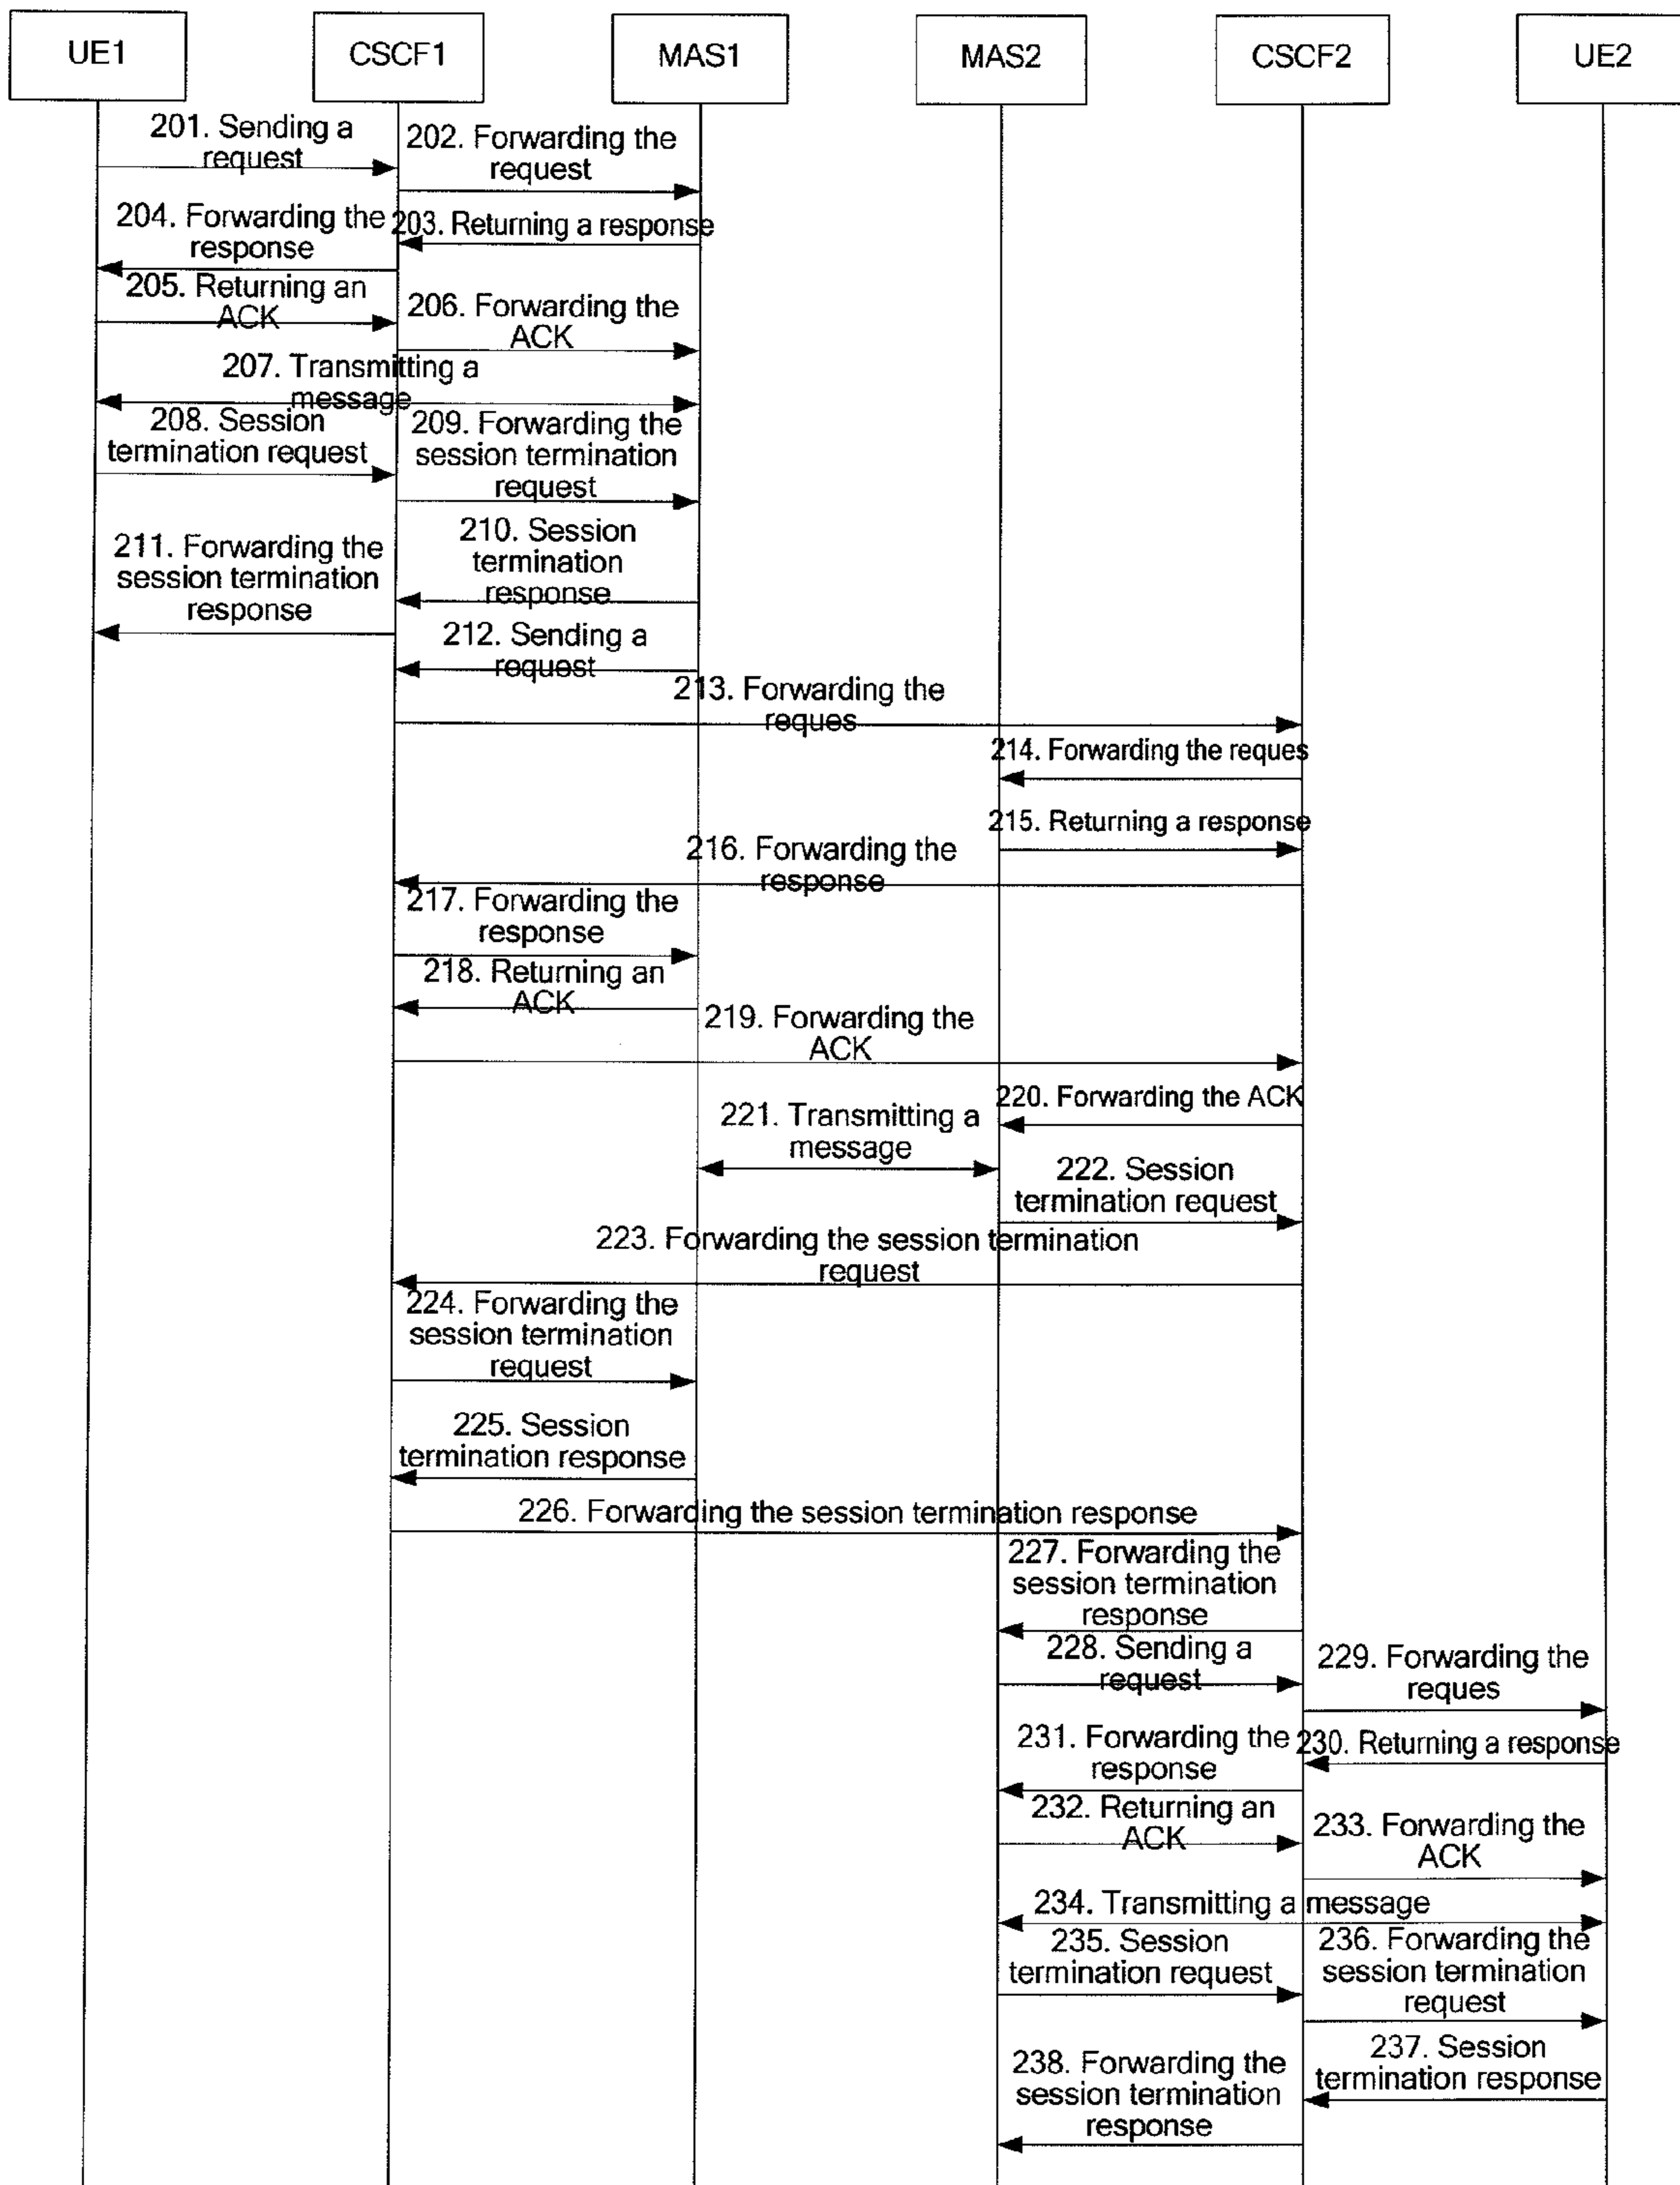 UE1
CSCF1
MAS1
MAS2
CSCF2
UE2
201. Sending a
request
202. Forwarding the
request
204. Forwarding the
response
203. Returning a response
205. Returning an
ACK
206. Forwarding the
ACK
207. Transmitting a
message
208. Session
termination request
209. Forwarding the
session termination
request
210. Session
termination
response
211. Forwarding the
session termination
response
212. Sending a
request
213. Forwarding the
reques
214. Forwarding the reques
215. Returning a response
216. Forwarding the
response
217. Forwarding the
response
218. Returning an
ACK
219. Forwarding the
ACK
220. Forwarding the ACK
221. Transmitting a
message
222. Session
termination request
223. Forwarding the session termination
request
224. Forwarding the
session termination
request
225. Session
termination response
226. Forwarding the session termination response
227. Forwarding the
session termination
response
228. Sending a
request
229. Forwarding the
reques
231. Forwarding the
response
230. Returning a response
232. Returning an
ACK
233. Forwarding the
ACK
234. Transmitting a message
235. Session
termination request
236. Forwarding the
session termination
request
237. Session
termination response
238. Forwarding the
session termination
response